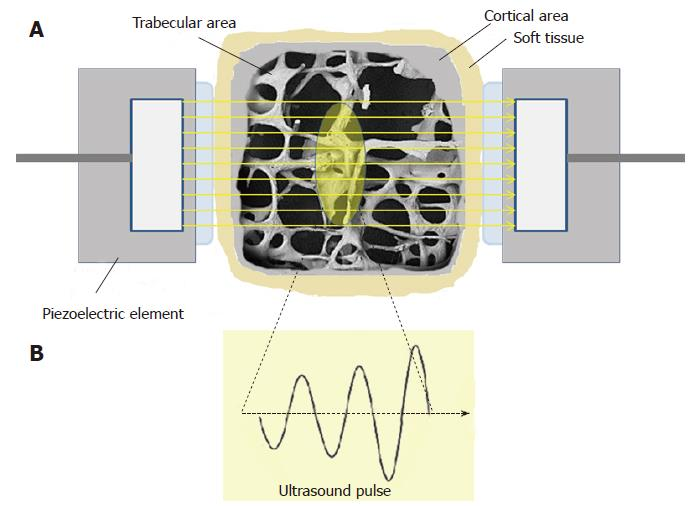 A
Trabecular area
Cortical area
Soft tissue
Piezoelectric element
B
Ultrasound pulse